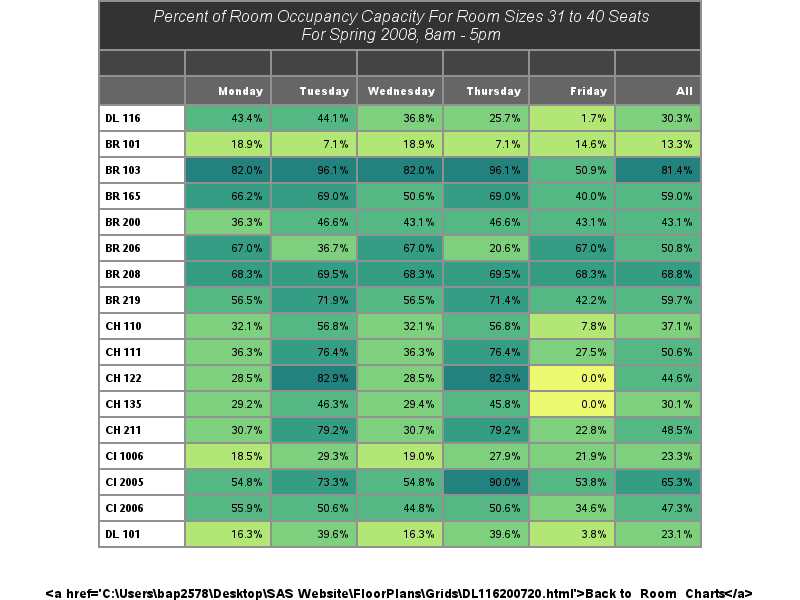 Percent of Room Occupancy Capacity For Room Sizes 31 to 40 Seats
For Spring 2008, 8am - 5pm
Monday Tuesday Wednesday Thursday Friday All
DL 116 43.4% 44.1% 36.8% 25.7% 1.7% 30.3%
BR 101 18.9% 7.1% 18.9% 7.1% 14.6% 13.3%
BR 103 82.0% 96.1% 82.0% 96.1% 50.9% 81.4%
BR 165 66.2% 69.0% 50.6% 69.0% 40.0% 59.0%
BR 200 36.3% 46.6% 43.1% 46.6% 43.1% 43.1%
BR 206 67.0% 36.7% 67.0% 20.6% 67.0% 50.8%
BR 208 68.3% 69.5% 68.3% 69.5% 68.3% 68.8%
BR 219 56.5% 71.9% 56.5% 71.4% 42.2% 59.7%
CH 110 32.1% 56.8% 32.1% 56.8% 7.8% 37.1%
CH 111 36.3% 76.4% 36.3% 76.4% 27.5% 50.6%
CH 122 28.5% 82.9% 28.5% 82.9% 0.0% 44.6%
CH 135 29.2% 46.3% 29.4% 45.8% 0.0% 30.1%
CH 211 30.7% 79.2% 30.7% 79.2% 22.8% 48.5%
CI 1006 18.5% 29.3% 19.0% 27.9% 21.9% 23.3%
CI 2005 54.8% 73.3% 54.8% 90.0% 53.8% 65.3%
CI 2006 55.9% 50.6% 44.8% 50.6% 34.6% 47.3%
DL 101 16.3% 39.6% 16.3% 39.6% 3.8% 23.1%
<a href='C:\Users\bap2578\Desktop\SAS Website\FloorPlans\Grids\DL116200720.html'>Back to Room Charts</a>